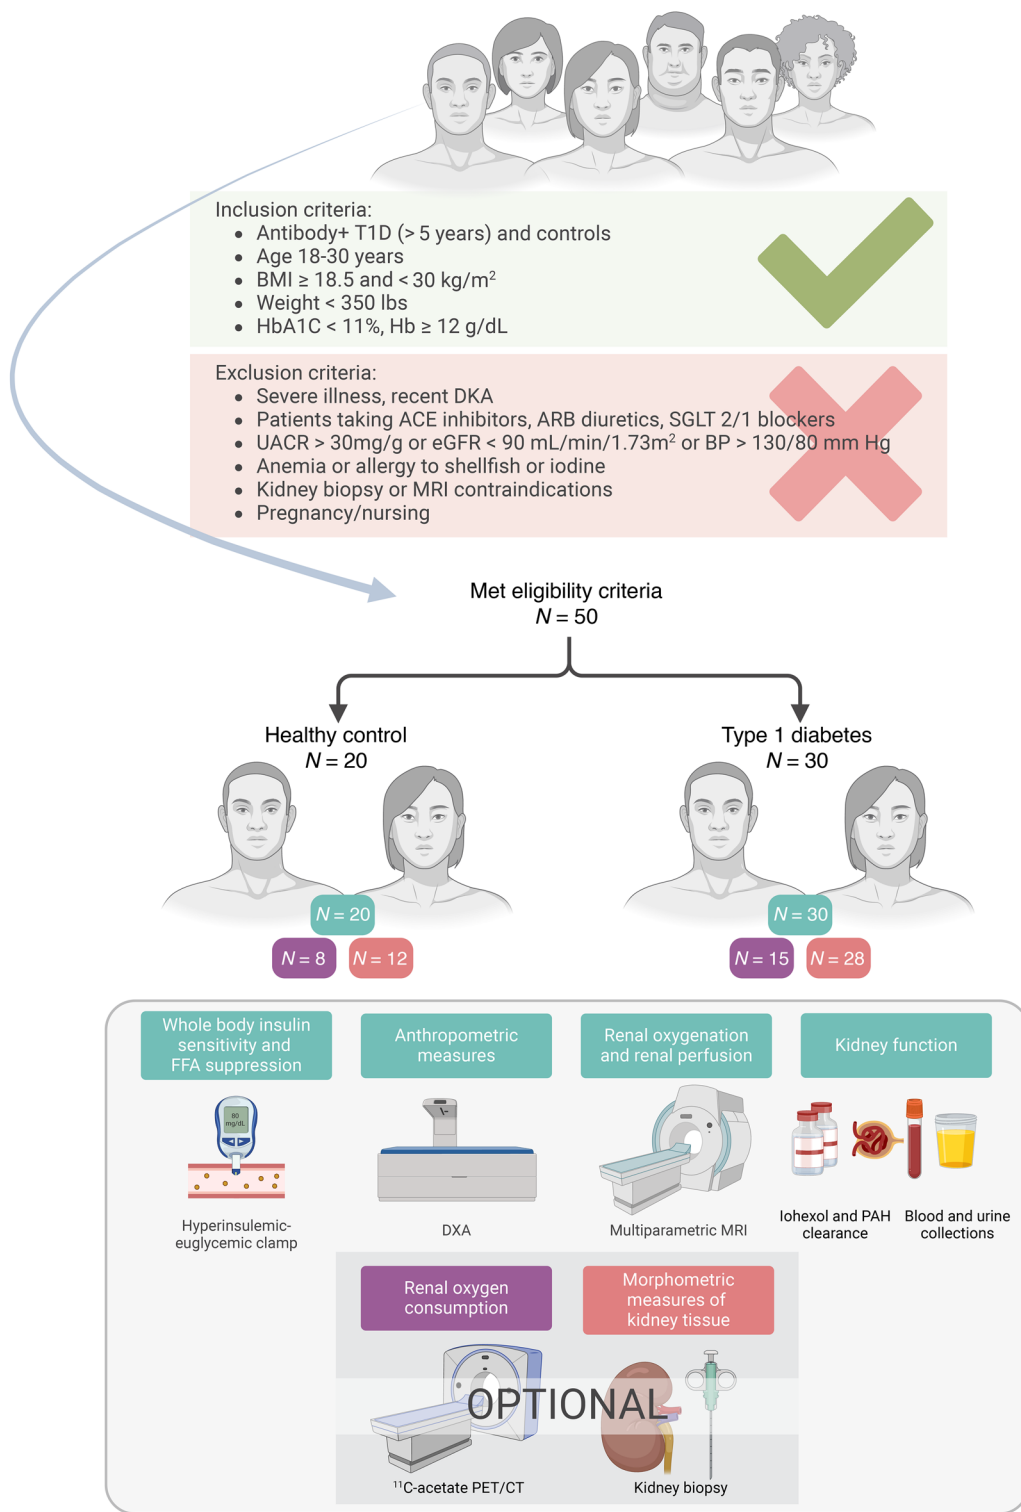 Inclusion criteria:
• Antibody+ T1D (> 5 years) and controls
• Age 18-30 years
• BMI ≥ 18.5 and < 30 kg/m²
• Weight < 350 lbs
• HbA1C < 11%, Hb ≥ 12 g/dL
Exclusion criteria:
• Severe illness, recent DKA
• Patients taking ACE inhibitors, ARB diuretics, SGLT 2/1 blockers
• UACR > 30mg/g or eGFR < 90 mL/min/1.73m² or BP > 130/80 mm Hg
• Anemia or allergy to shellfish or iodine
• Kidney biopsy or MRI contraindications
• Pregnancy/nursing
Met eligibility criteria
N = 50
Healthy control
N = 20
Type 1 diabetes
N = 30
N = 20
N = 8
N = 12
N = 30
N = 15
N = 28
Whole body insulin
sensitivity and
FFA suppression
Anthropometric
measures
Renal oxygenation
and renal perfusion
Kidney function
80
mg/dL
Hyperinsulemic-
euglycemic clamp
DXA
Multiparametric MRI
Iohexol and PAH
clearance
Blood and urine
collections
Renal oxygen
consumption
Morphometric
measures of
kidney tissue
OPTIONAL
¹¹C-acetate PET/CT
Kidney biopsy